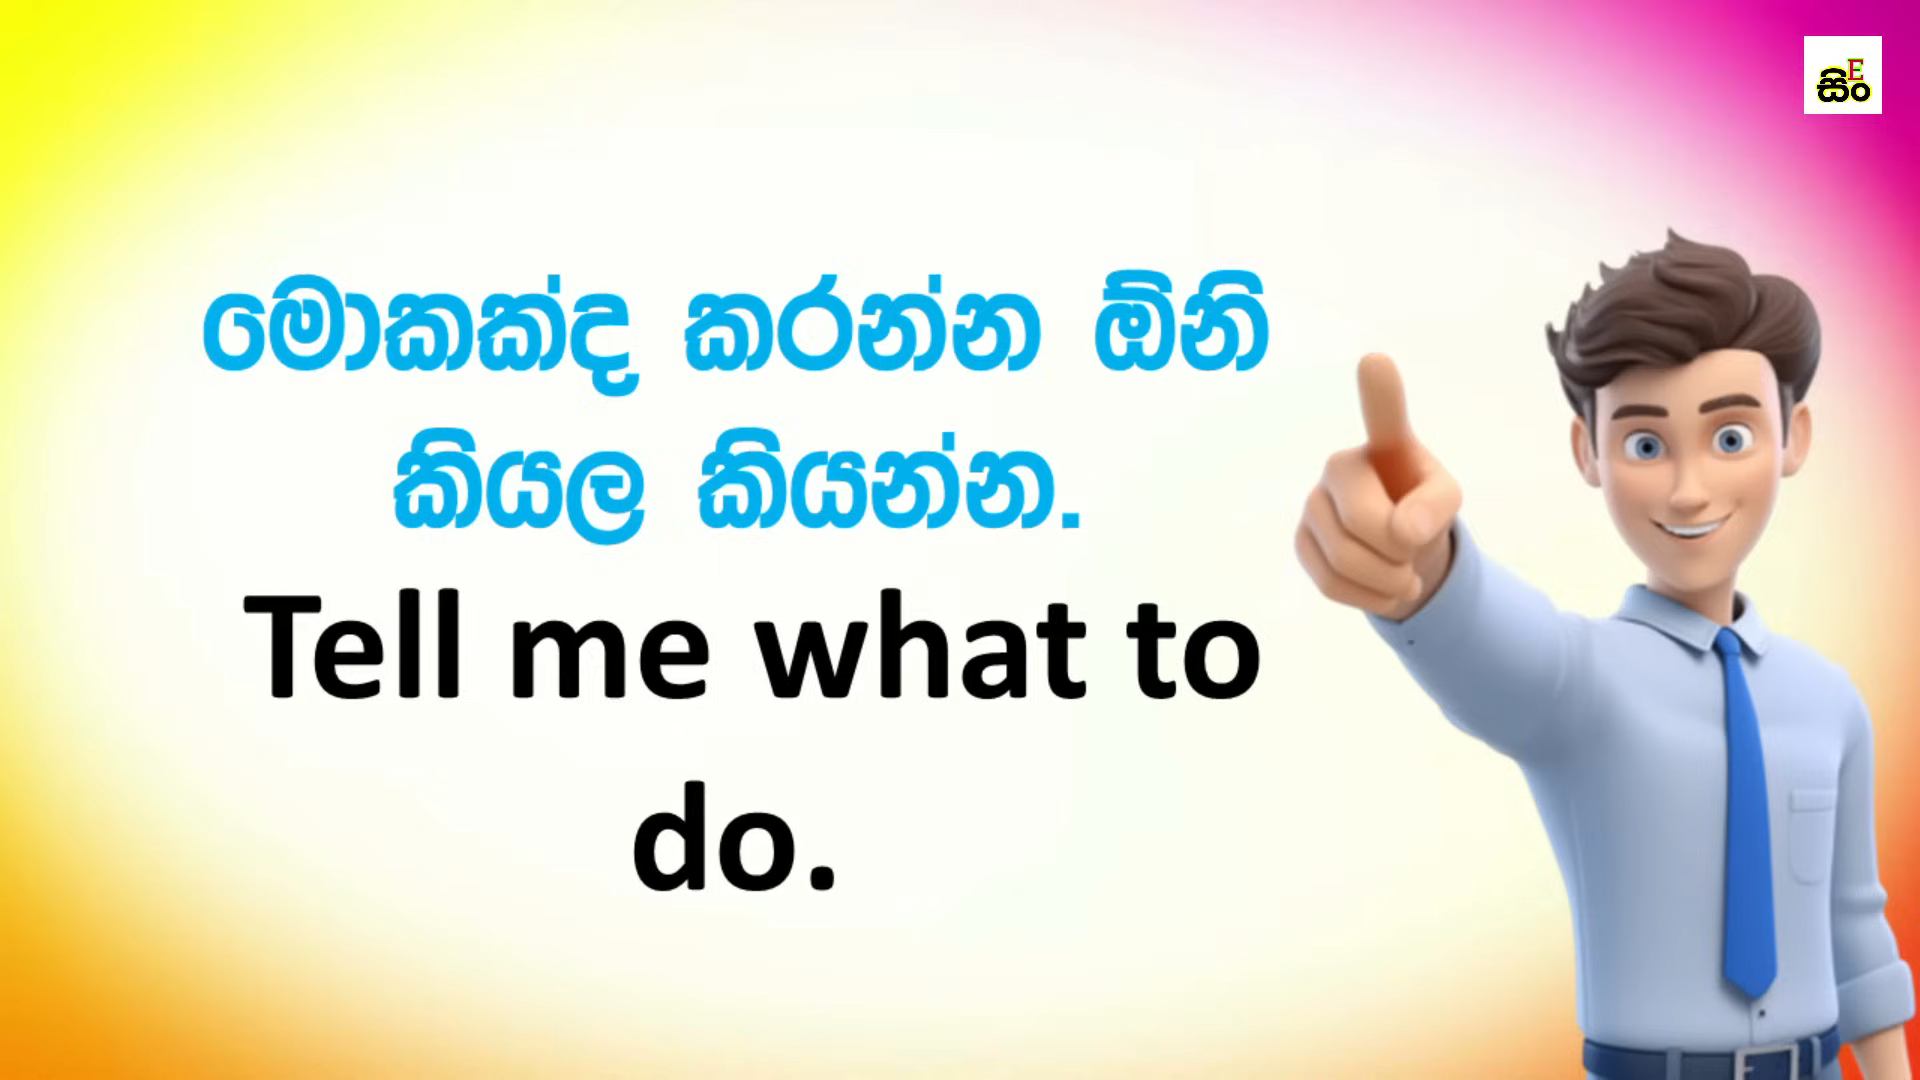 E
සිං
මොකක්ද කරන්න ඕනි
කියල කියන්න.
Tell me what to
do.